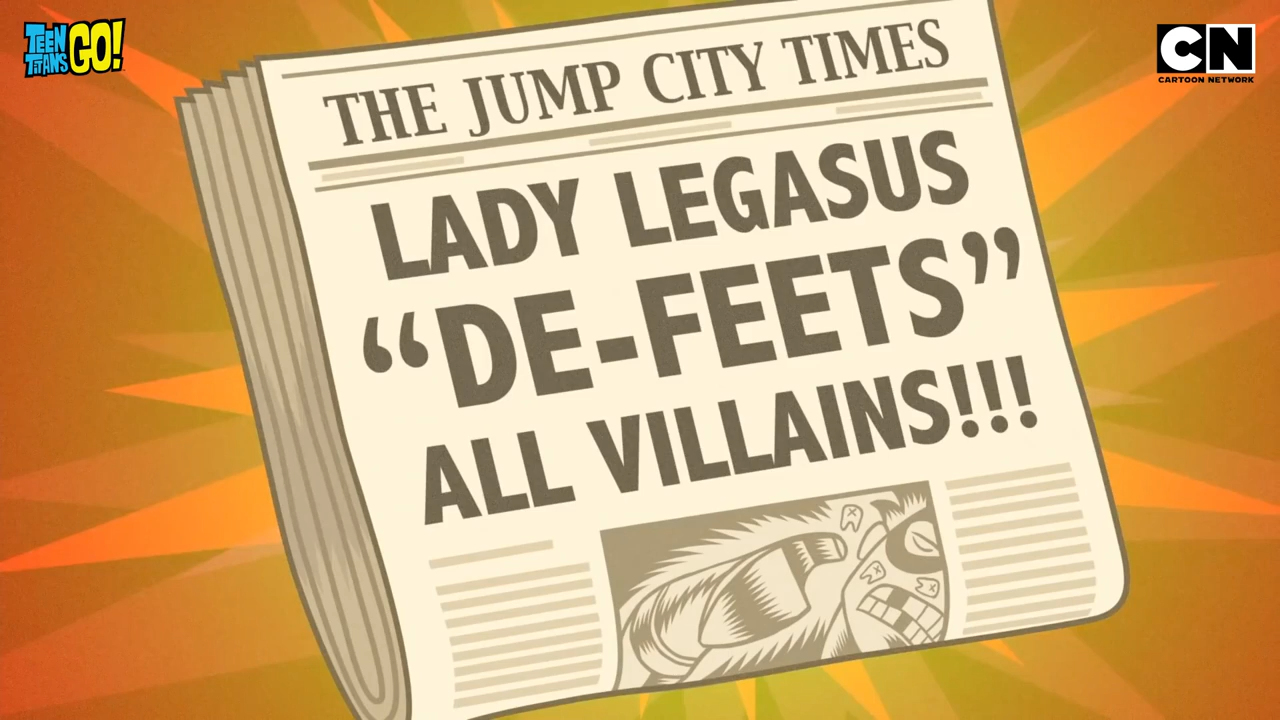 TEEN
TITANS GO!
CN
CARTOON NETWORK
THE JUMP CITY TIMES
LADY LEGASUS
“DE-FEETS”
ALL VILLAINS!!!